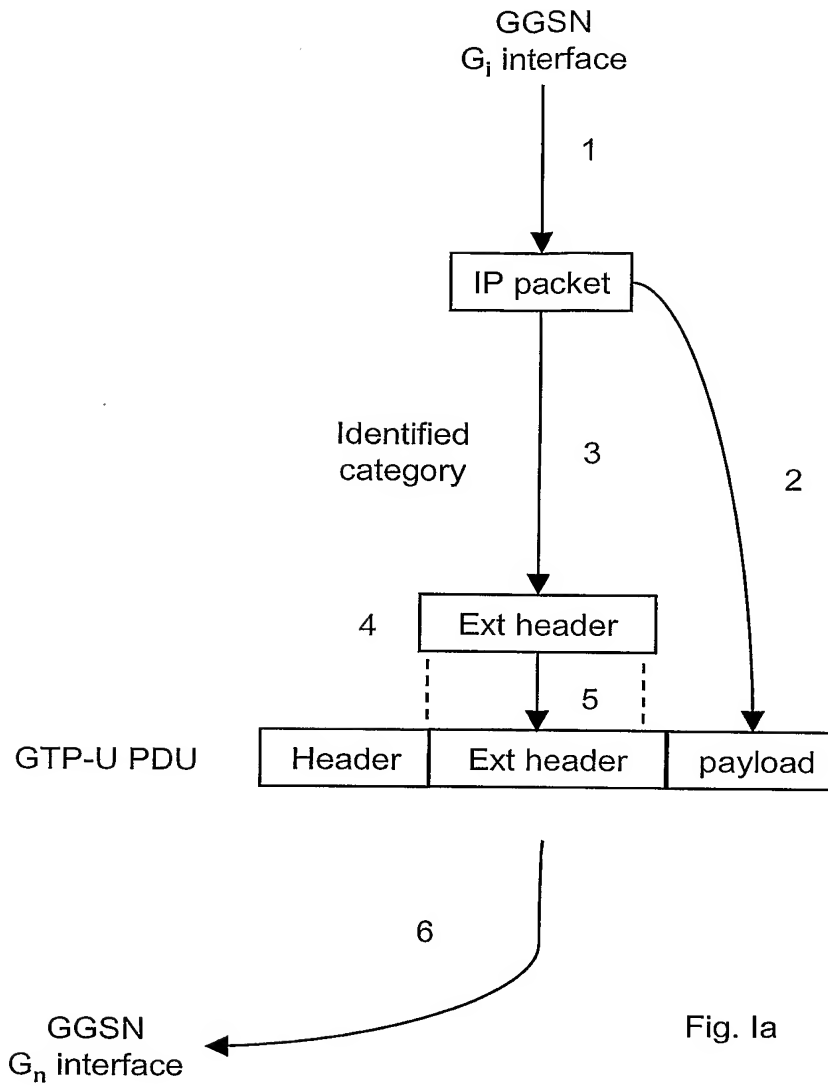 GGSN
Gᵢ interface
1
IP packet
Identified
category
3
2
4
Ext header
5
GTP-U PDU
Header
Ext header
payload
6
GGSN
Gₙ interface
Fig. Ia